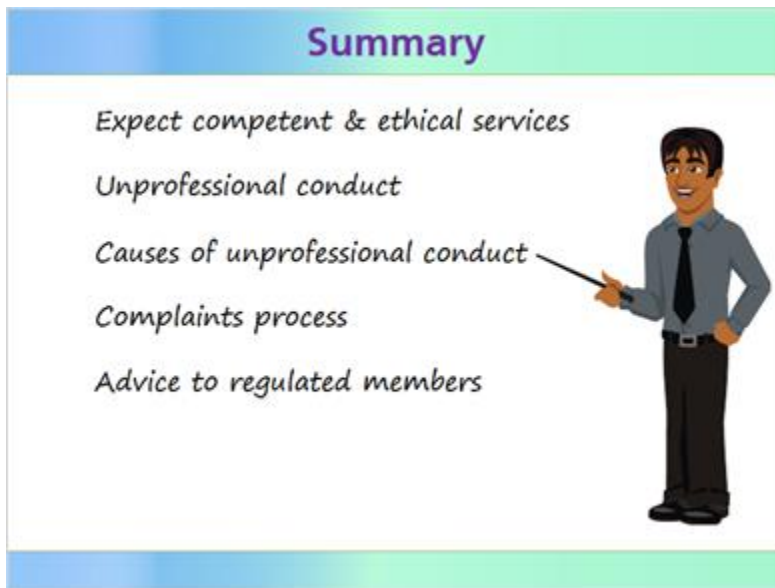 Summary
Expect competent & ethical services
Unprofessional conduct
Causes of unprofessional conduct
Complaints process
Advice to regulated members